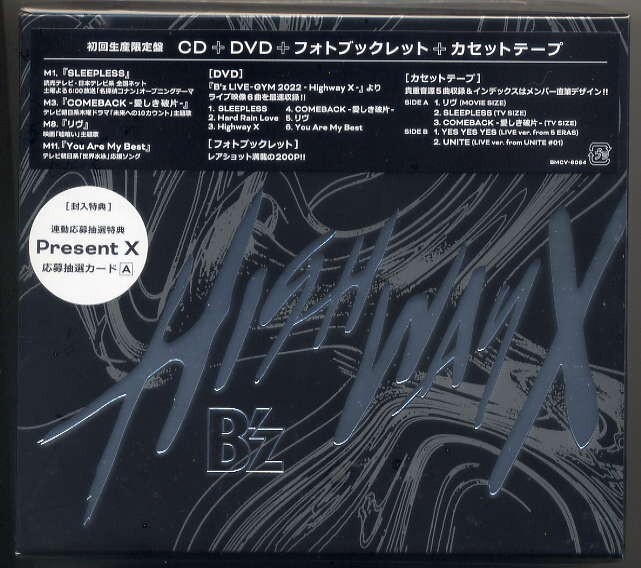 初回生産限定盤 CD+DVD+フォトブックレット+カセットテープ
M1.『SLEEPLESS』
読売テレビ・日本テレビ系 全国ネット
土曜よる6:00放送「名探偵コナン」オープニングテーマ
M3.『COMEBACK -愛しき破片-』
テレビ朝日系木曜ドラマ「未来への10カウント」主題歌
M8.『リヴ』
映画「嘘喰い」主題歌
M11.『You Are My Best』
テレビ朝日系「世界水泳」応援ソング
[DVD]
『B'z LIVE-GYM 2022 - Highway X -』より
ライブ映像6曲を最速収録!!
1. SLEEPLESS
2. Hard Rain Love
3. Highway X
4. COMEBACK -愛しき破片-
5. リヴ
6. You Are My Best
[フォトブックレット]
レアショット満載の200P!!
[カセットテープ]
貴重音源5曲収録&インデックスはメンバー直筆デザイン!!
SIDE A 1. リヴ (MOVIE SIZE)
2. SLEEPLESS (TV SIZE)
3. COMEBACK -愛しき破片- (TV SIZE)
SIDE B 1. YES YES YES (LIVE ver. from 5 ERAS)
2. UNITE (LIVE ver. from UNITE #01)
BMCV-8064
[封入特典]
連動応募抽選特典
Present X
応募抽選カード A
HIGHWAY X
B'z